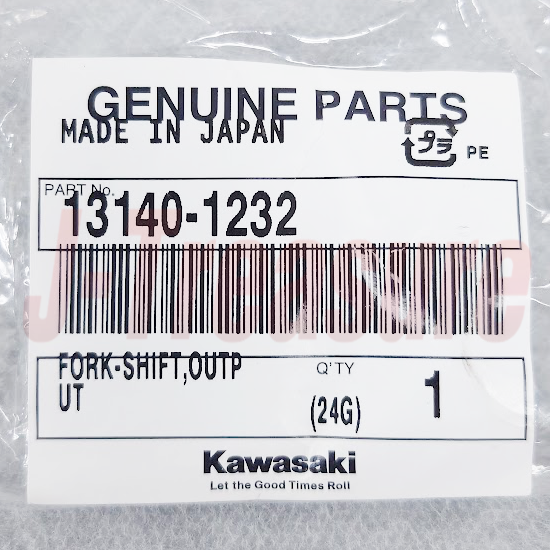 GENUINE PARTS
MADE IN JAPAN
プラ PE
PART No.
13140-1232
J-Treasure
FORK-SHIFT,OUTP
UT
Q'TY
(24G) 1
Kawasaki
Let the Good Times Roll